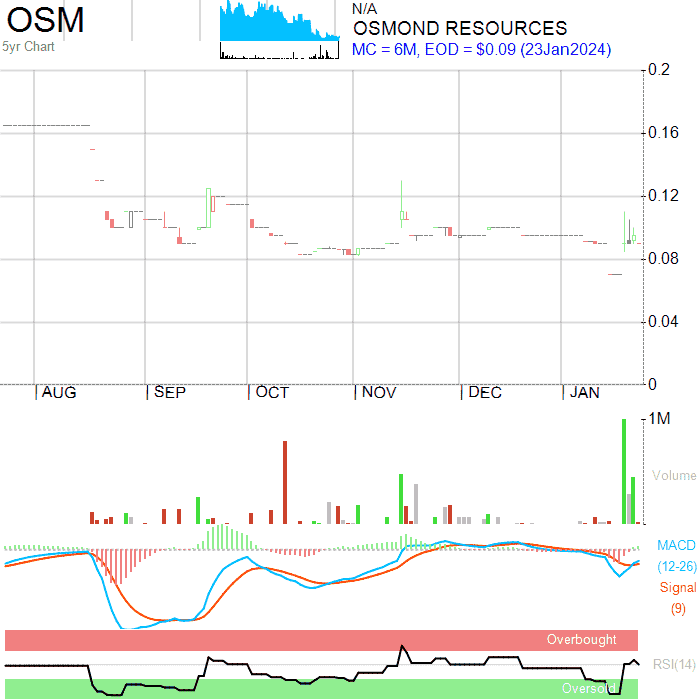 OSM
5yr Chart
N/A
OSMOND RESOURCES
MC = 6M, EOD = $0.09 (23Jan2024)
0.2
0.16
0.12
0.08
0.04
0
AUG SEP OCT NOV DEC JAN
1M
Volume
MACD
(12-26)
Signal
(9)
Overbought
RSI(14)
Oversold